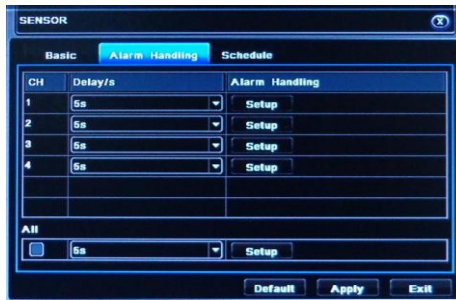 SENSOR
Basic Alarm Handling Schedule
CH Delay/s Alarm Handling
1 5s Setup
2 5s Setup
3 5s Setup
4 5s Setup
All
5s Setup
Default Apply Exit